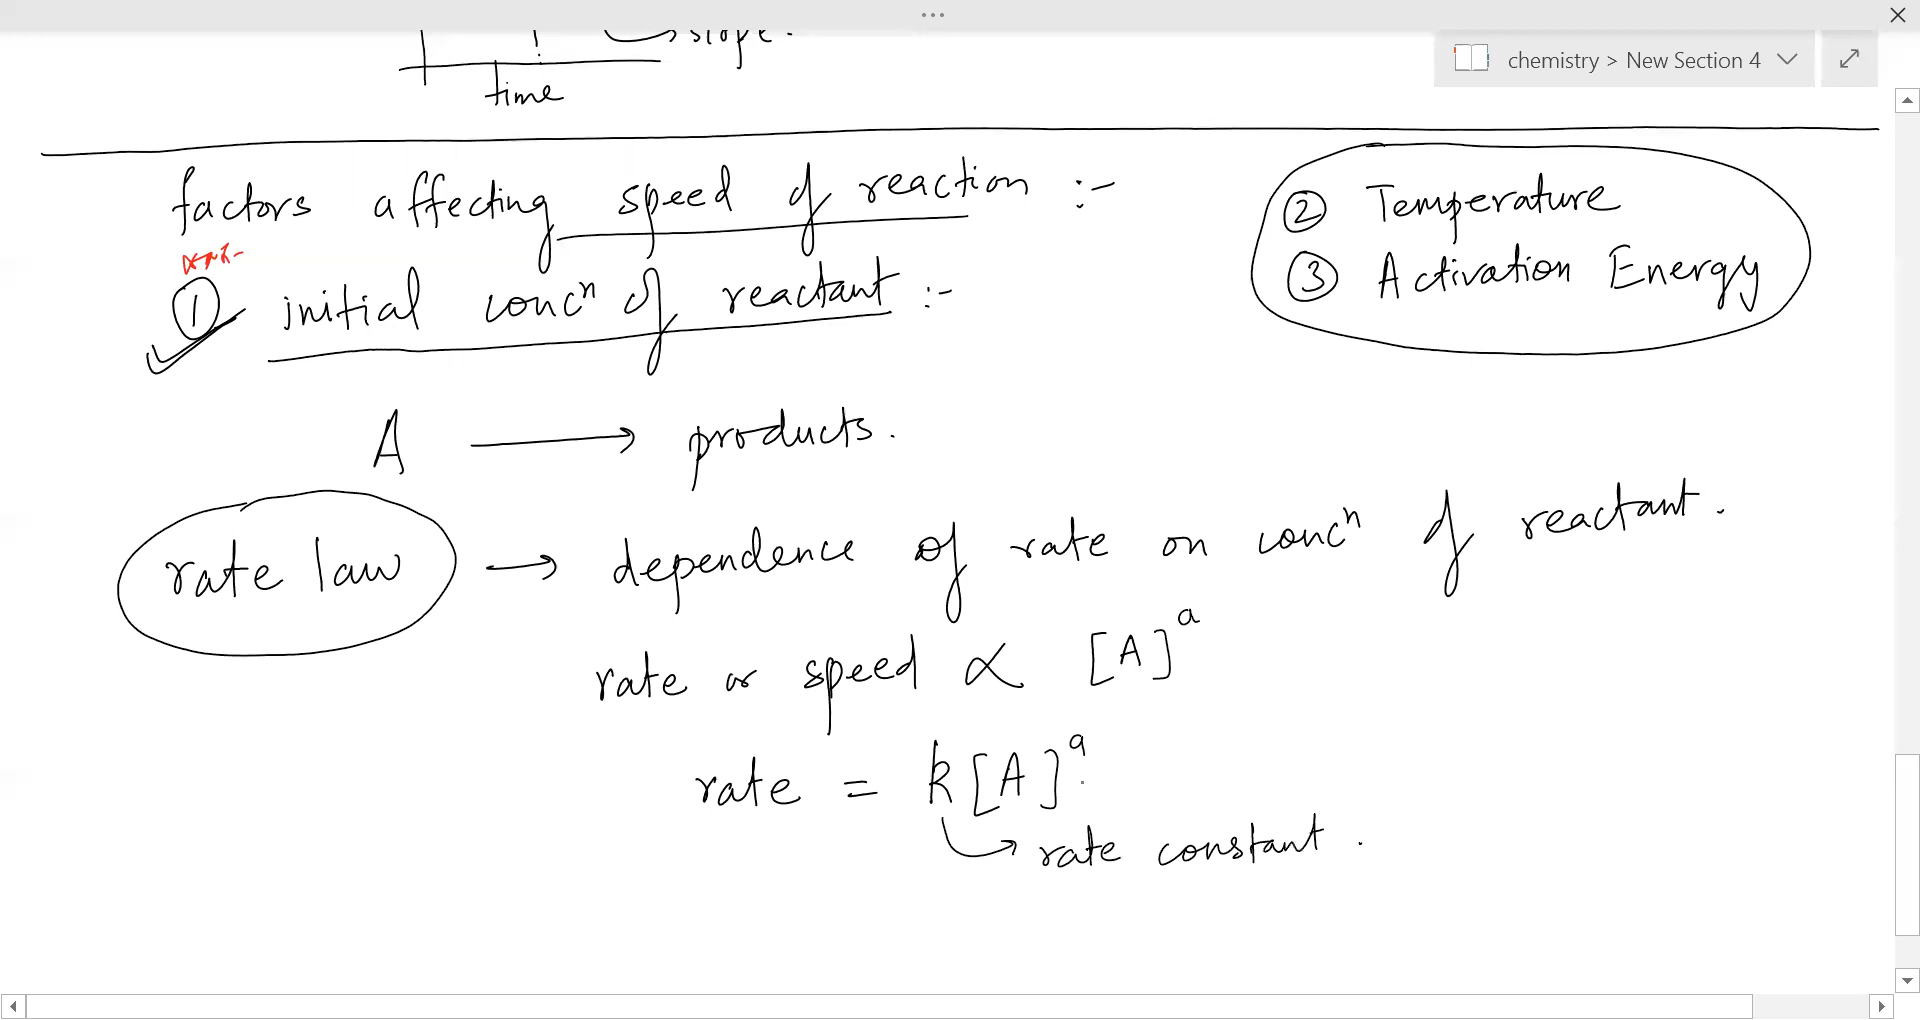 slope.
chemistry > New Section 4
time
factors affecting speed of reaction :-
② Temperature
③ Activation Energy
① initial concⁿ of reactant :-
A ⟶ products.
rate law → dependence of rate on concⁿ of reactant.
rate or speed ∝ [A]ᵃ
rate = k[A]ᵃ
→ rate constant.